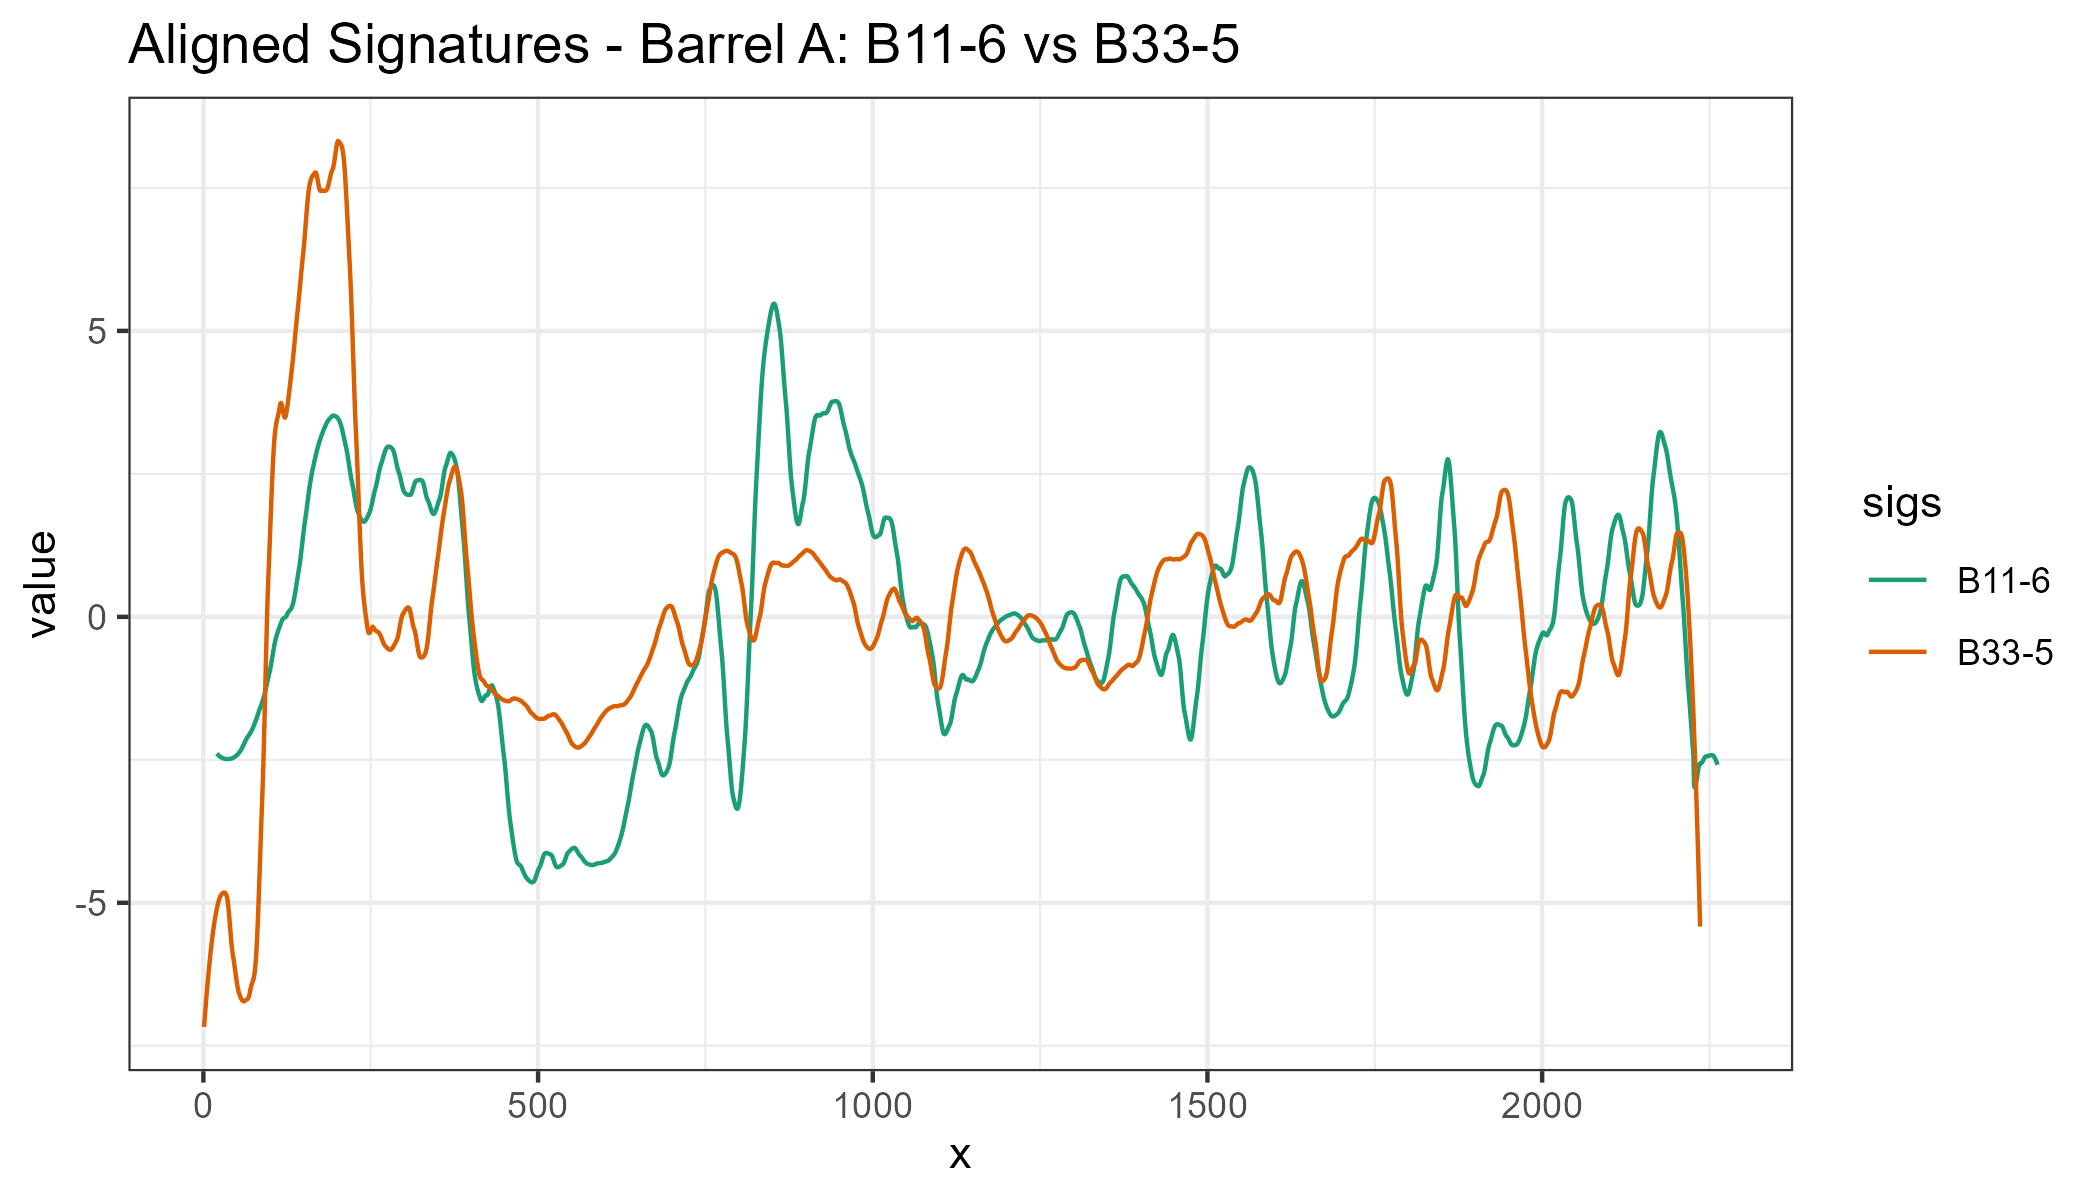 Aligned Signatures - Barrel A: B11-6 vs B33-5
value
5
0
-5
0 500 1000 1500 2000
x
sigs
B11-6
B33-5